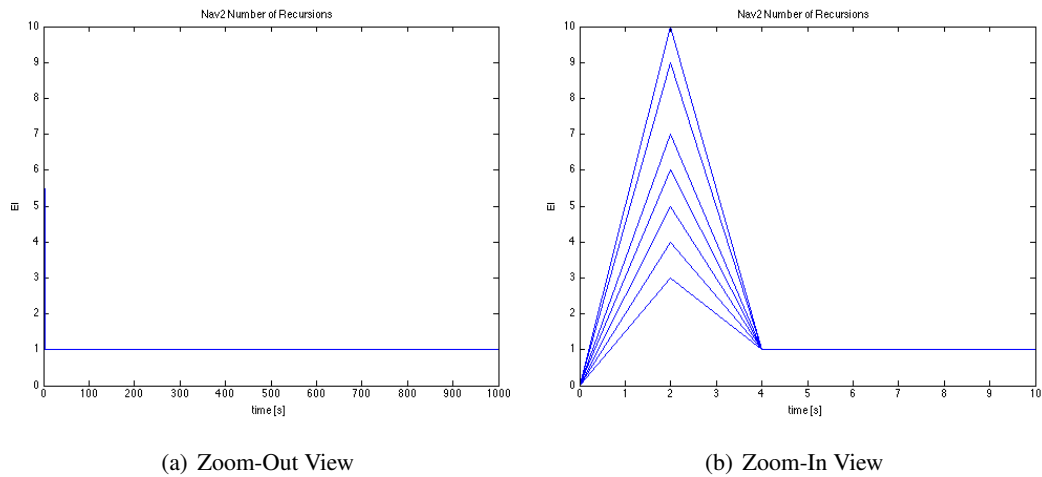 Nav2 Number of Recursions
10
9
8
7
6
5
4
3
2
1
0
EI
0 100 200 300 400 500 600 700 800 900 1000
time [s]
(a) Zoom-Out View
Nav2 Number of Recursions
10
9
8
7
6
5
4
3
2
1
0
EI
0 1 2 3 4 5 6 7 8 9 10
time [s]
(b) Zoom-In View